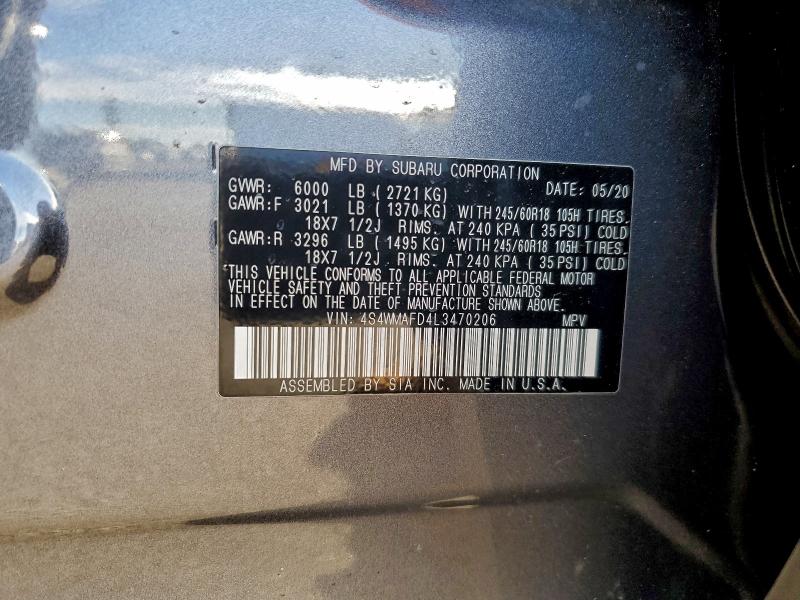 MFD BY SUBARU CORPORATION
GVWR: 6000 LB ( 2721 KG) DATE: 05/20
GAWR:F 3021 LB ( 1370 KG) WITH 245/60R18 105H TIRES.
18X7 1/2J RIMS. AT 240 KPA ( 35 PSI) COLD
GAWR:R 3296 LB ( 1495 KG) WITH 245/60R18 105H TIRES.
18X7 1/2J RIMS. AT 240 KPA ( 35 PSI) COLD
THIS VEHICLE CONFORMS TO ALL APPLICABLE FEDERAL MOTOR
VEHICLE SAFETY AND THEFT PREVENTION STANDARDS
IN EFFECT ON THE DATE OF MANUFACTURE SHOWN ABOVE.
VIN: 4S4WMAFD4L3470206 MPV
ASSEMBLED BY SIA INC. MADE IN U.S.A.